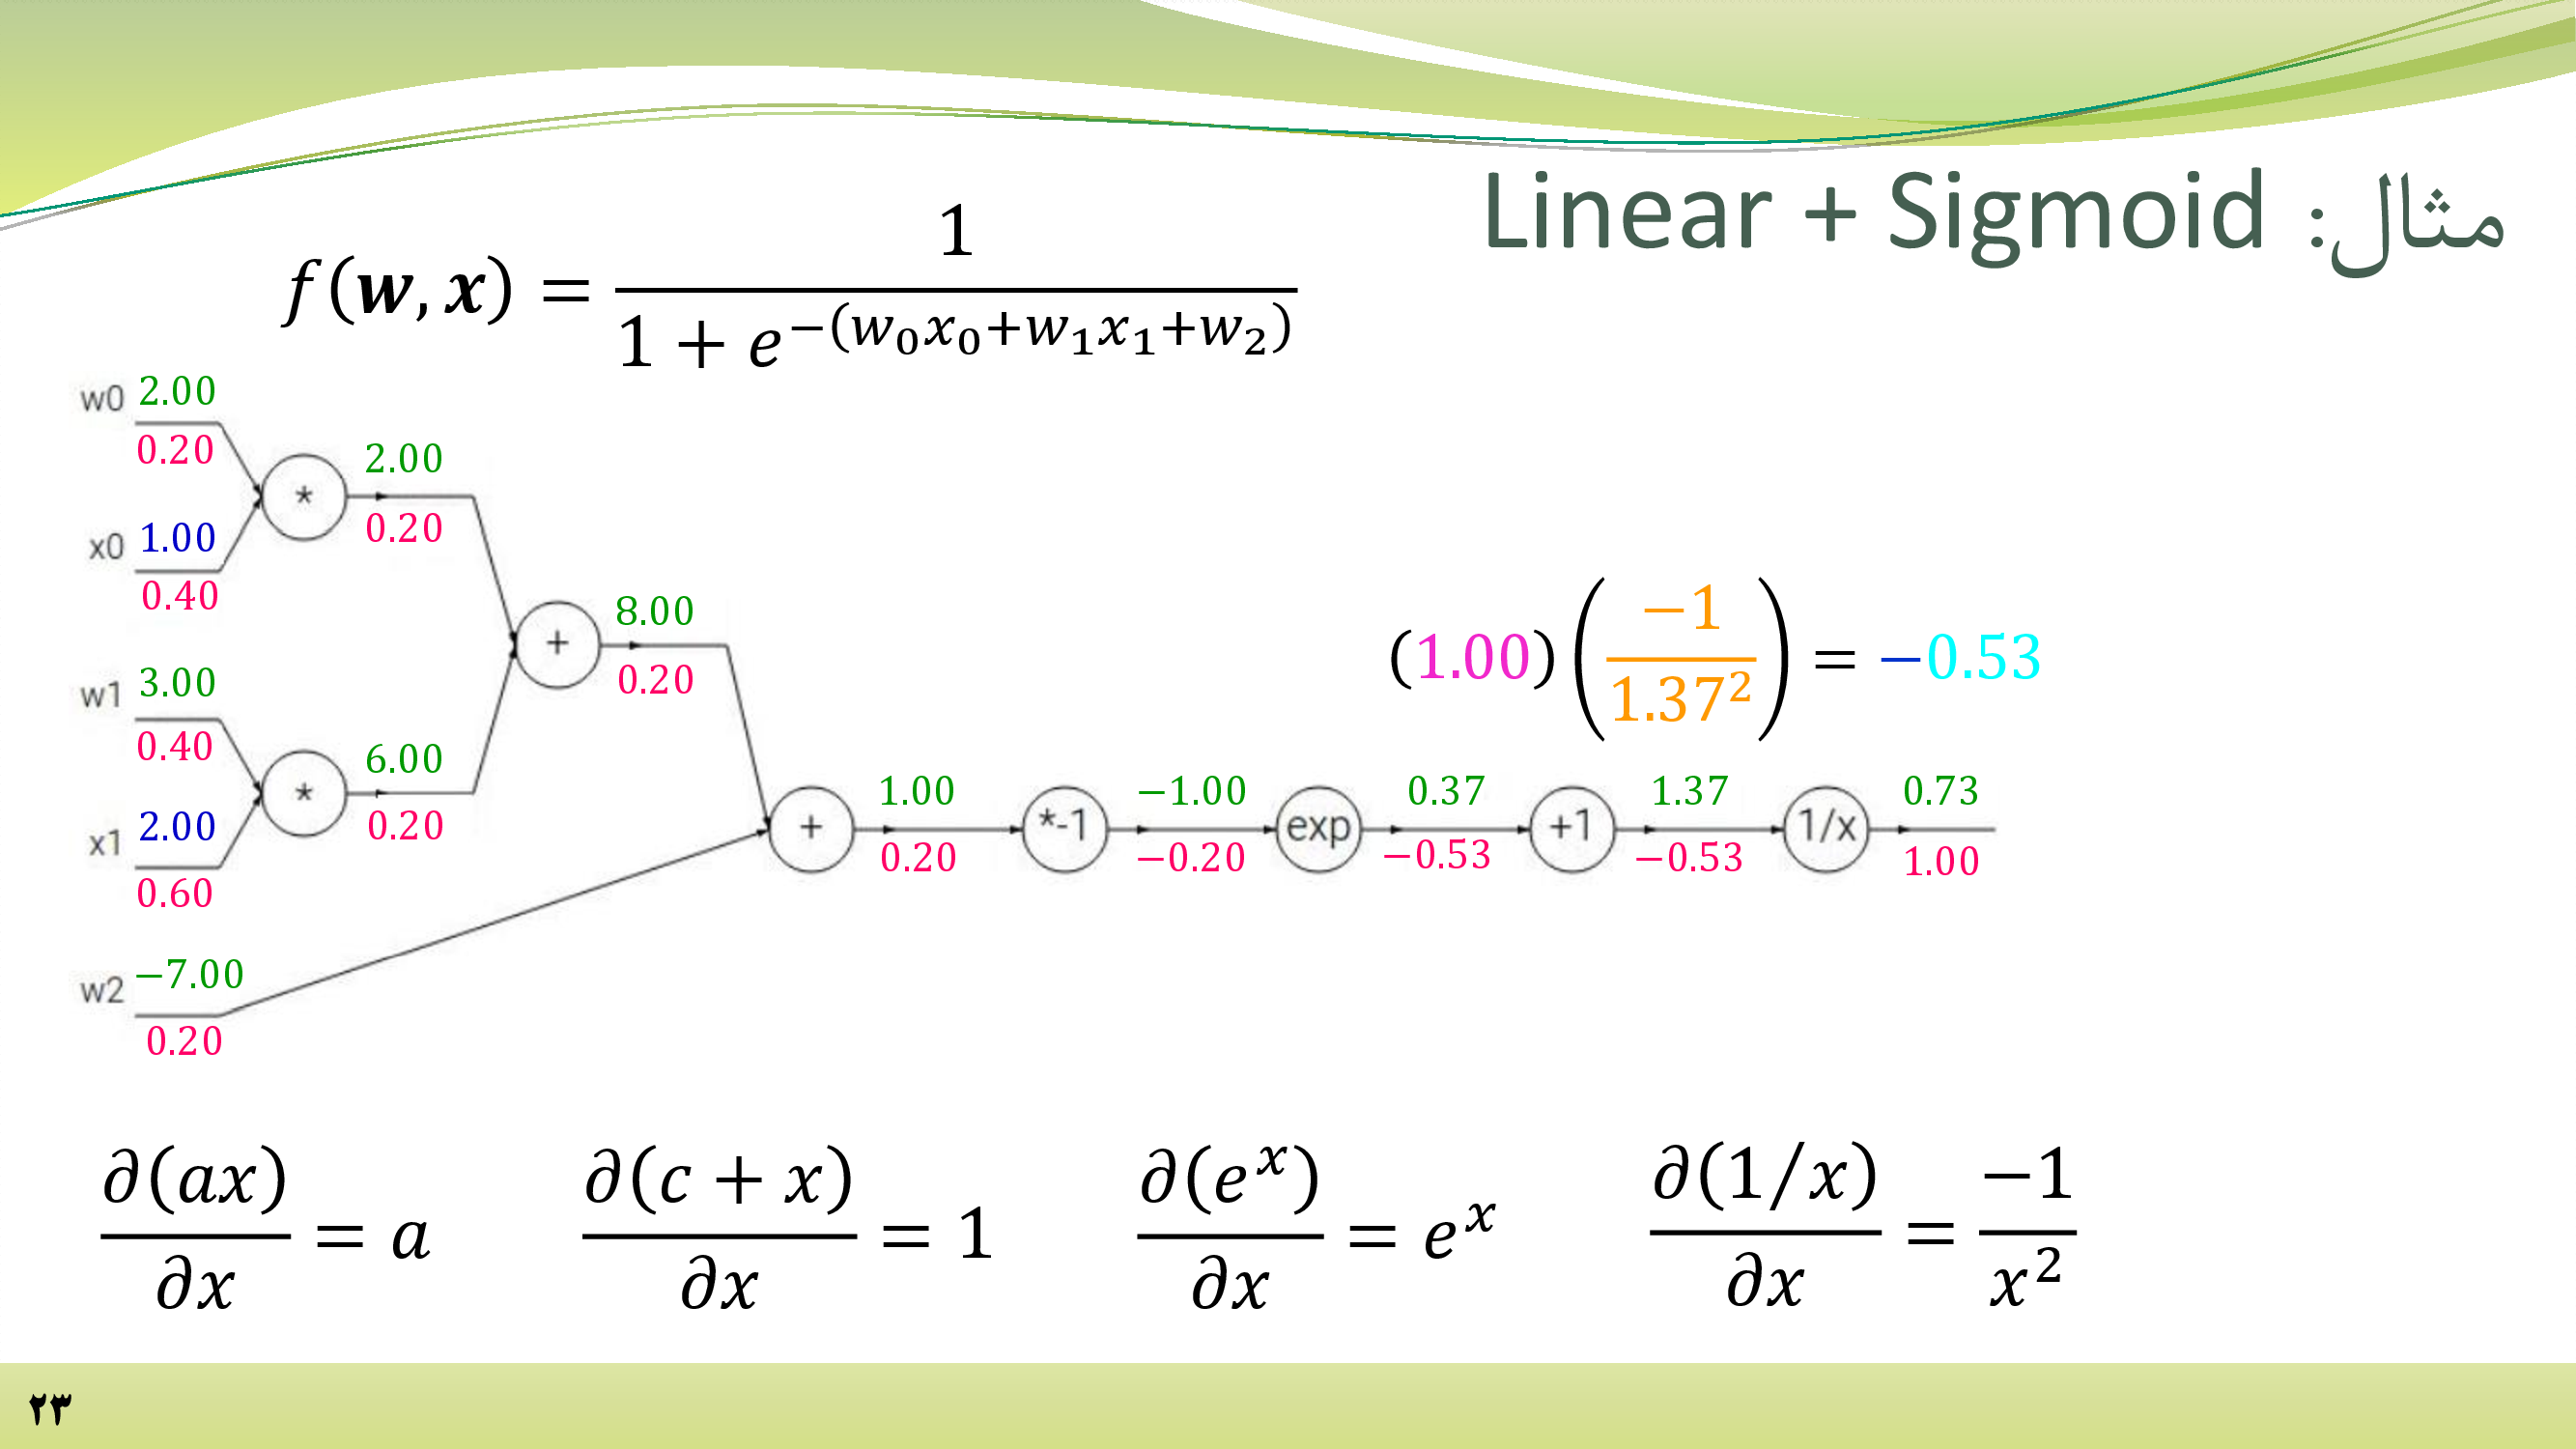 مثال: Linear + Sigmoid
f(w, x) = 1 / (1 + e^−(w₀x₀+w₁x₁+w₂))
w0 2.00
0.20
* 2.00
0.20
x0 1.00
0.40
+ 8.00
0.20
w1 3.00
0.40
* 6.00
0.20
x1 2.00
0.60
w2 −7.00
0.20
(1.00) (−1 / 1.37²) = −0.53
+ 1.00 *-1 −1.00 exp 0.37 +1 1.37 1/x 0.73
0.20 −0.20 −0.53 −0.53 1.00
∂(ax)/∂x = a
∂(c + x)/∂x = 1
∂(eˣ)/∂x = eˣ
∂(1/x)/∂x = −1/x²
۲۳